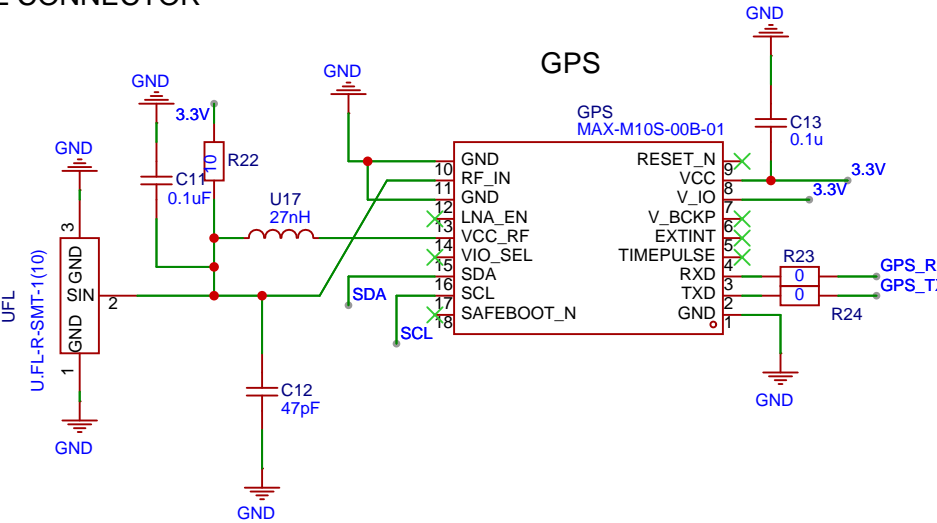 GND
GPS
GND
GND
GPS
MAX-M10S-00B-01
3.3V
C13
0.1u
GND
10
R22
C11
0.1uF
GND
RESET_N
10
9
RF_IN
VCC
3.3V
11
8
GND
V_IO
3.3V
12
7
U17
27nH
LNA_EN
V_BCKP
13
6
VCC_RF
EXTINT
14
5
VIO_SEL
TIMEPULSE
15
4
R23
SDA
RXD
0
GPS_R
16
3
SCL
TXD
0
GPS_TX
17
2
SAFEBOOT_N
GND
R24
18
1
3
GND
SIN
2
GND
1
UFL
U.FL-R-SMT-1(10)
SDA
SCL
C12
47pF
GND
GND
GND